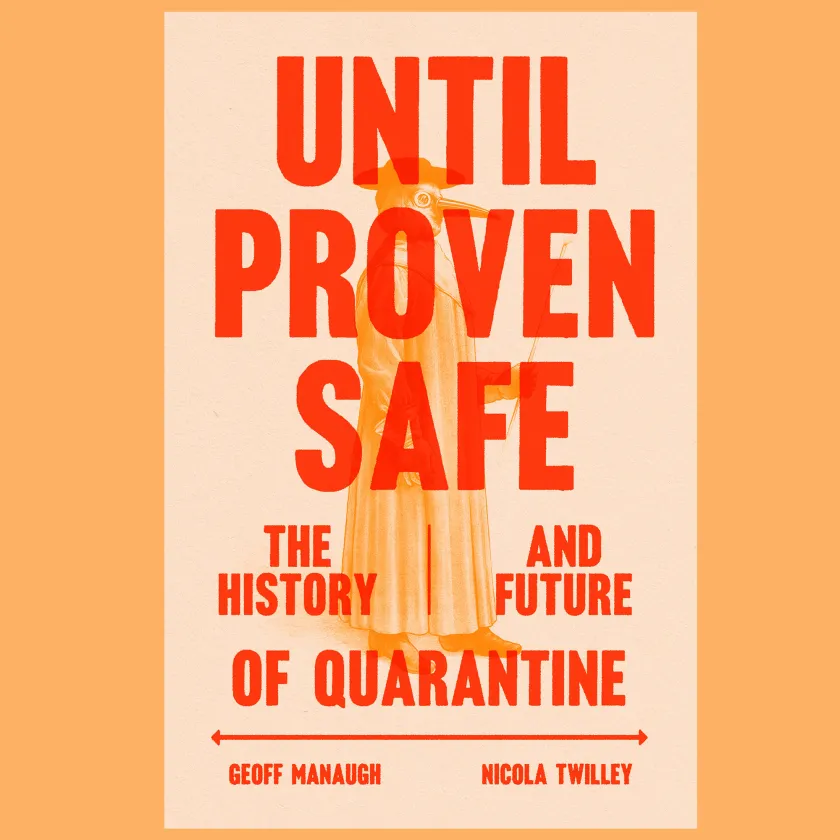 UNTIL
PROVEN
SAFE
THE AND
HISTORY FUTURE
OF QUARANTINE
GEOFF MANAUGH NICOLA TWILLEY